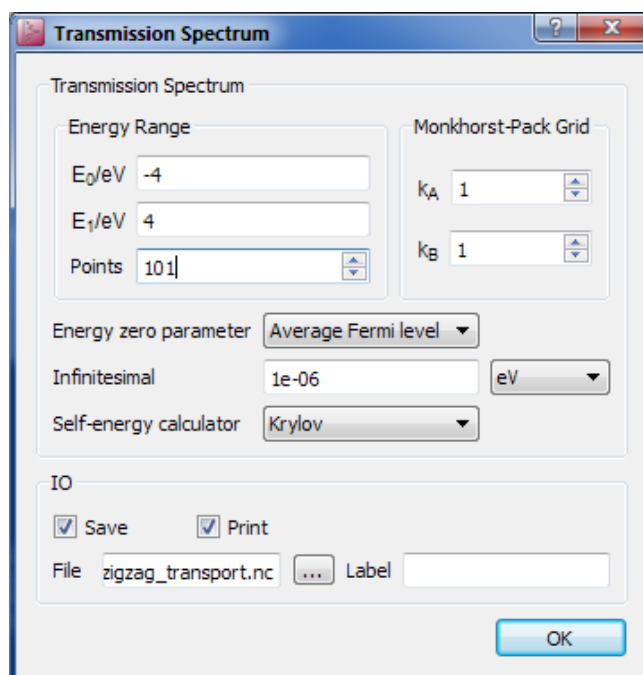 Transmission Spectrum
Transmission Spectrum
Energy Range
E₀/eV -4
E₁/eV 4
Points 101
Monkhorst-Pack Grid
kA 1
kB 1
Energy zero parameter Average Fermi level
Infinitesimal 1e-06 eV
Self-energy calculator Krylov
IO
Save Print
File zigzag_transport.nc ... Label
OK